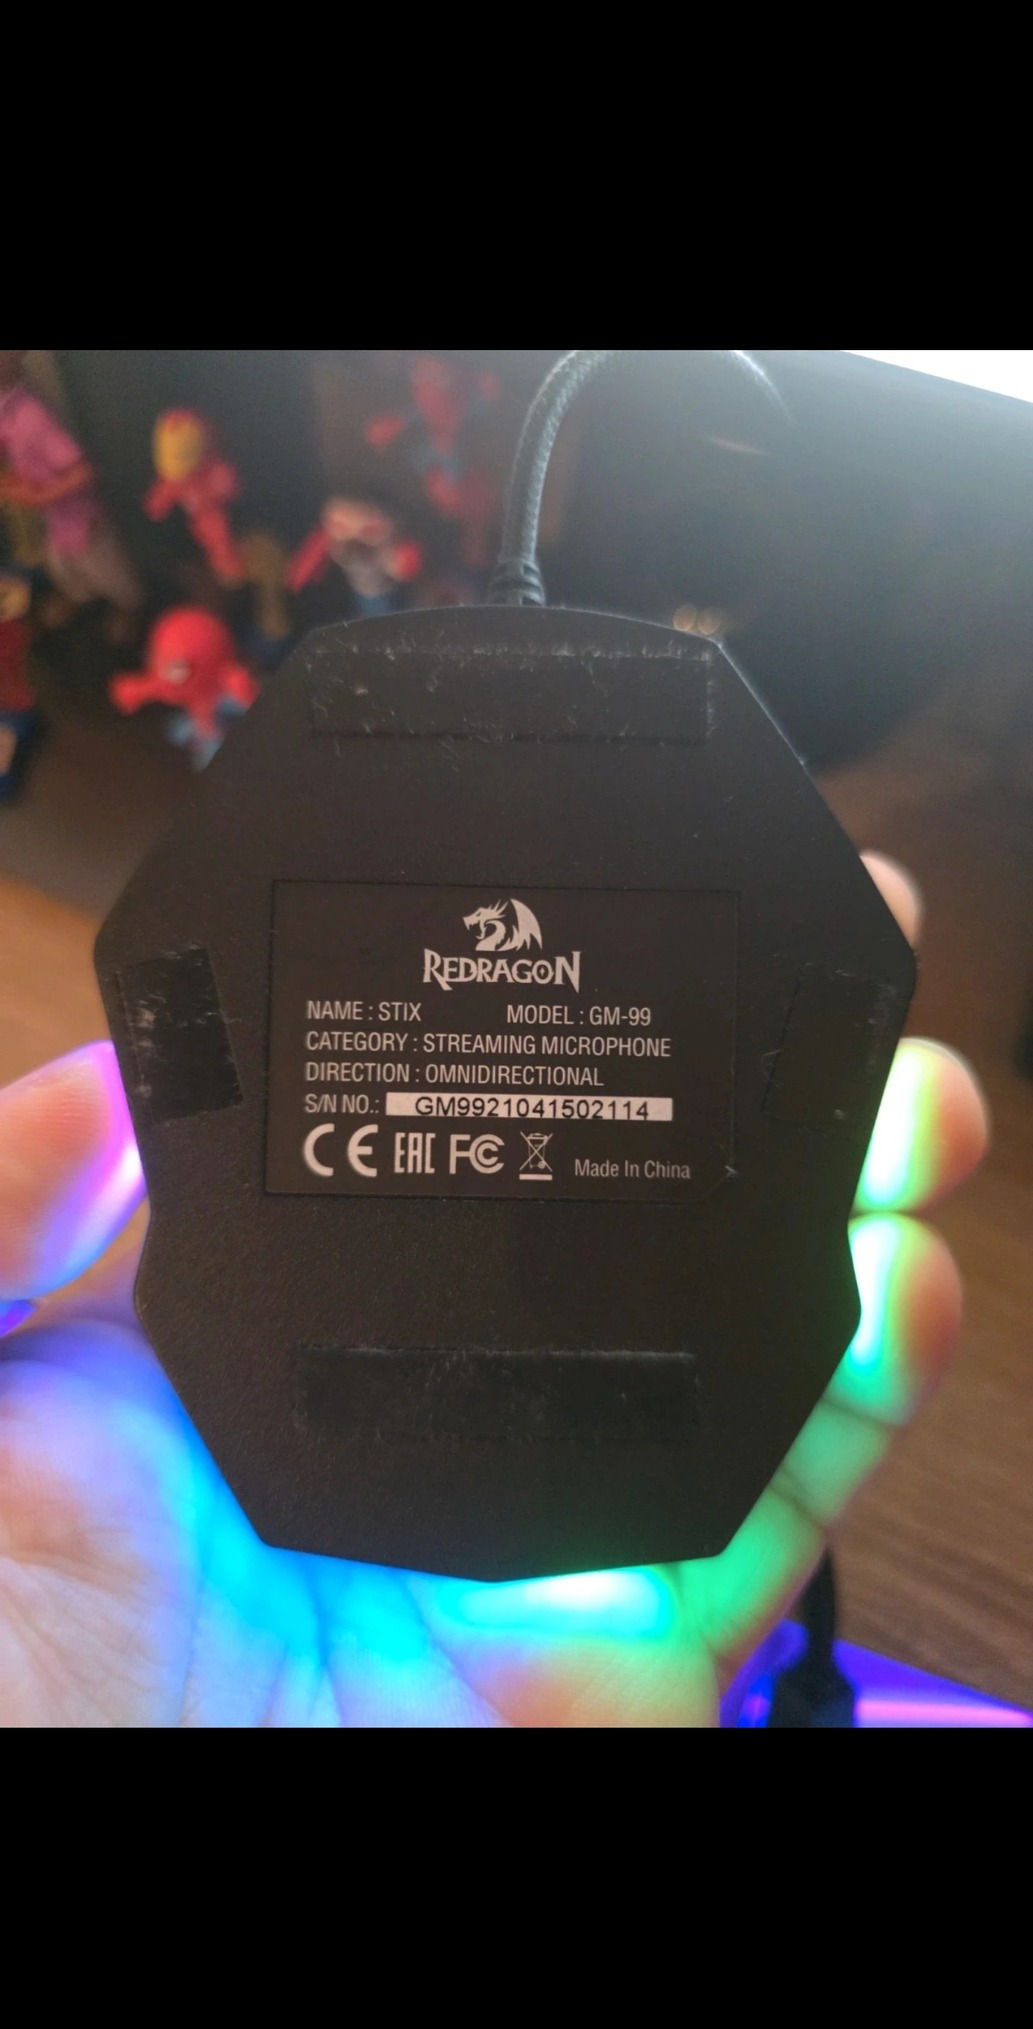 REDRAGON
NAME : STIX MODEL : GM-99
CATEGORY : STREAMING MICROPHONE
DIRECTION : OMNIDIRECTIONAL
S/N NO.: GM9921041502114
CE EAC FC Made In China